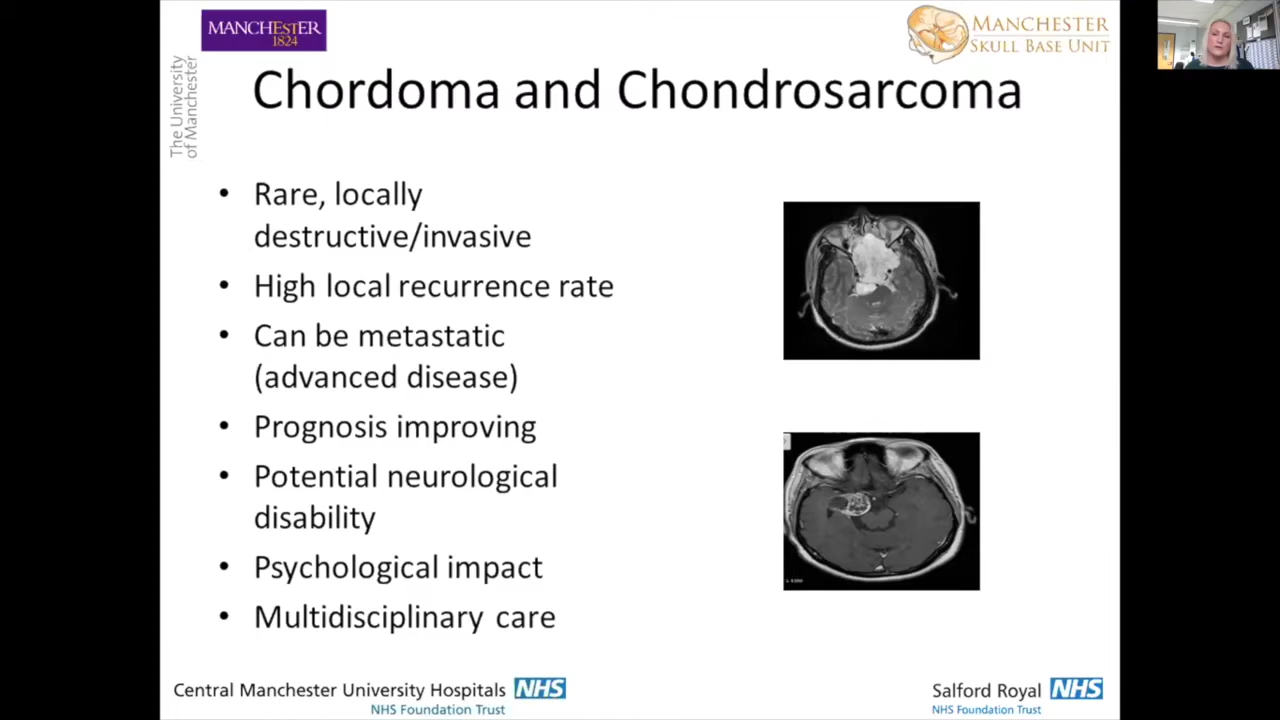 MANCHESTER
1824
The University
of Manchester
MANCHESTER
SKULL BASE UNIT
Chordoma and Chondrosarcoma
• Rare, locally
destructive/invasive
• High local recurrence rate
• Can be metastatic
(advanced disease)
• Prognosis improving
• Potential neurological
disability
• Psychological impact
• Multidisciplinary care
Central Manchester University Hospitals NHS
NHS Foundation Trust
Salford Royal NHS
NHS Foundation Trust